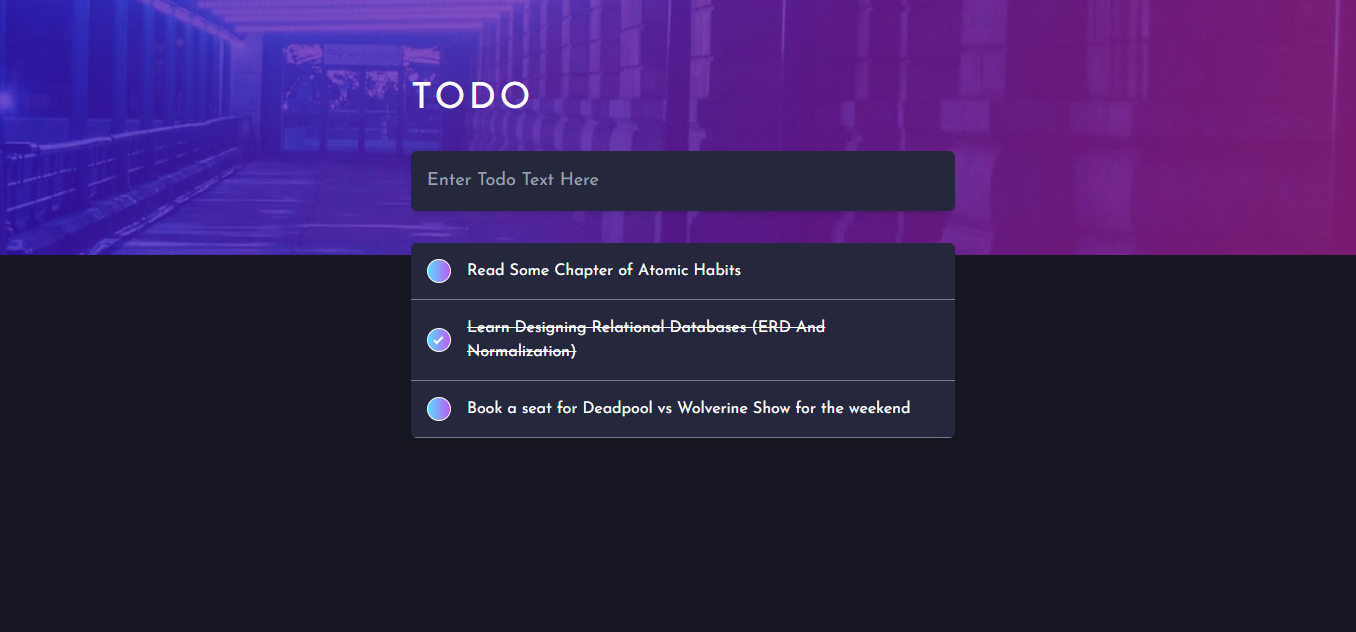 TODO
Enter Todo Text Here
Read Some Chapter of Atomic Habits
Learn Designing Relational Databases (ERD And
Normalization)
Book a seat for Deadpool vs Wolverine Show for the weekend